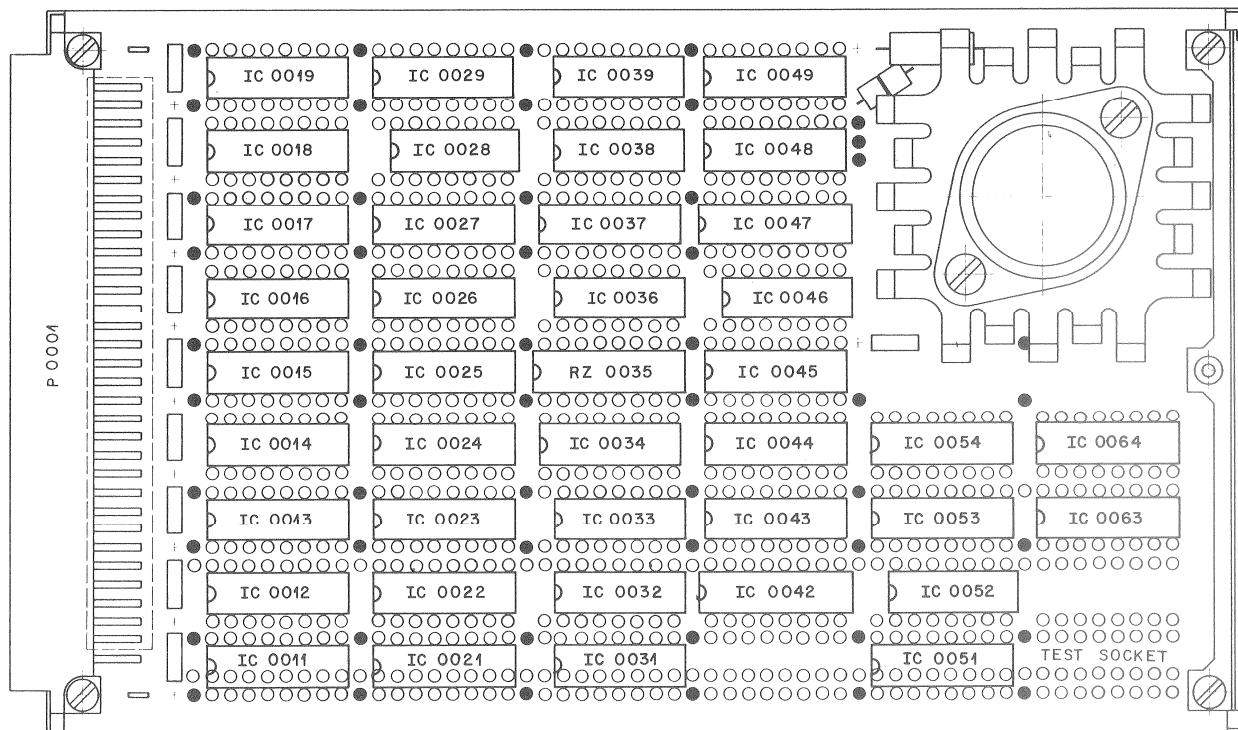 IC 0019 IC 0029 IC 0039 IC 0049
IC 0018 IC 0028 IC 0038 IC 0048
IC 0017 IC 0027 IC 0037 IC 0047
IC 0016 IC 0026 IC 0036 IC 0046
P 0001
IC 0015 IC 0025 RZ 0035 IC 0045
IC 0014 IC 0024 IC 0034 IC 0044 IC 0054 IC 0064
IC 0013 IC 0023 IC 0033 IC 0043 IC 0053 IC 0063
IC 0012 IC 0022 IC 0032 IC 0042 IC 0052
IC 0011 IC 0021 IC 0031 IC 0051 TEST SOCKET